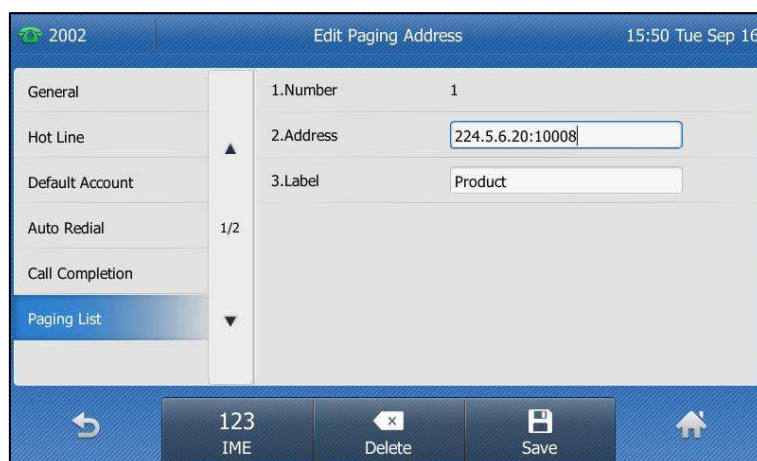 2002 Edit Paging Address 15:50 Tue Sep 16
General
Hot Line
Default Account
Auto Redial
Call Completion
Paging List
1/2
1.Number 1
2.Address 224.5.6.20:10008
3.Label Product
123
IME
Delete
Save